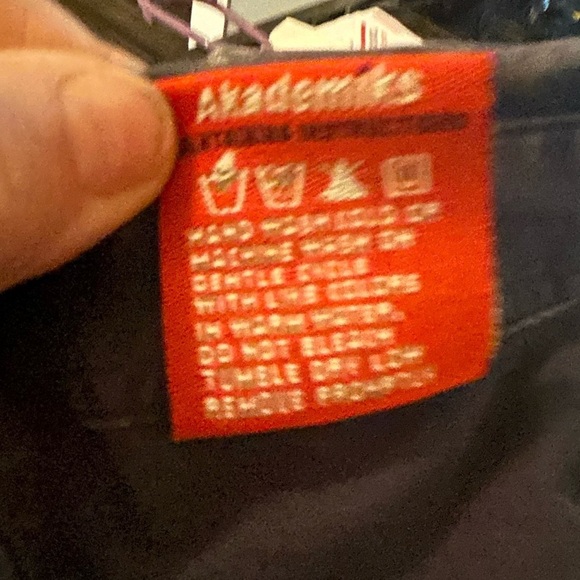 Akademiks
INSTRUCTIONS
HAND WASH COLD OR
MACHINE WASH ON
GENTLE CYCLE
WITH LIKE COLORS
IN WARM WATER.
DO NOT BLEACH
TUMBLE DRY LOW
REMOVE PROMPTLY